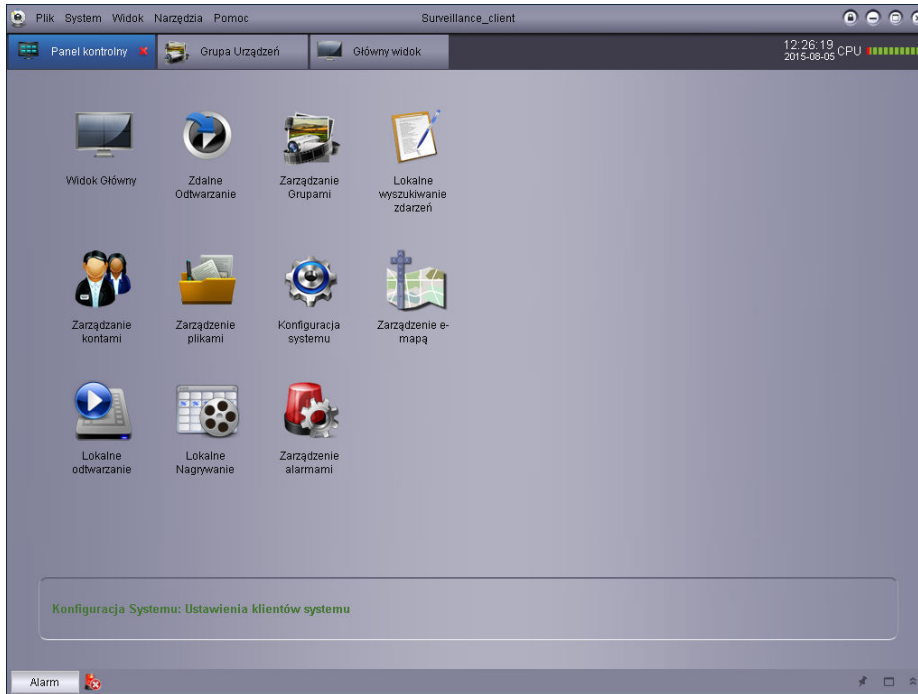 Plik System Widok Narzędzia Pomoc Surveillance_client
Panel kontrolny Grupa Urządzeń Główny widok 12:26:19 CPU
2015-08-05
Widok Główny
Zdalne
Odtwarzanie
Zarządzanie
Grupami
Lokalne
wyszukiwanie
zdarzeń
Zarządzanie
kontami
Zarządzenie
plikami
Konfiguracja
systemu
Zarządzenie e-
mapą
Lokalne
odtwarzanie
Lokalne
Nagrywanie
Zarządzenie
alarmami
Konfiguracja Systemu: Ustawienia klientów systemu
Alarm